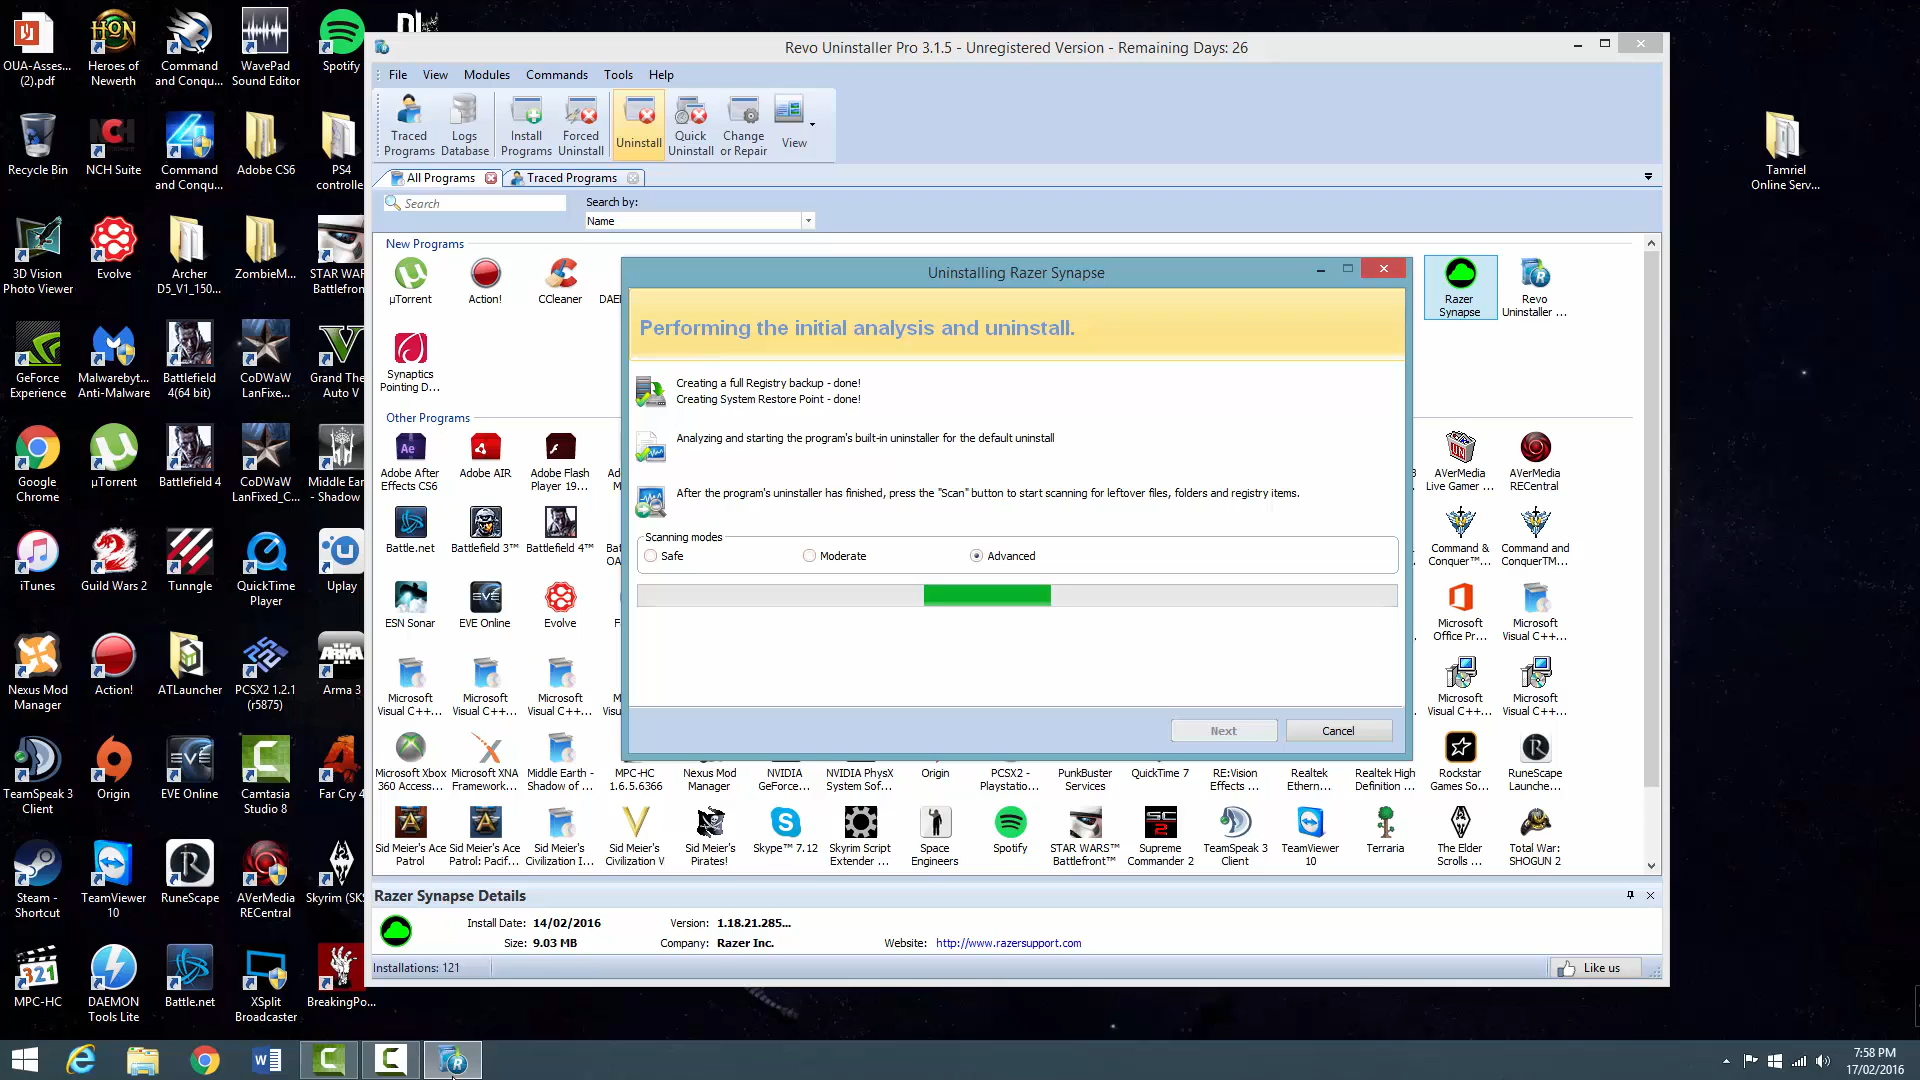 OUA-Asses...
(2).pdf
Heroes of
Newerth
Command
and Conqu...
WavePad
Sound Editor
Spotify
Recycle Bin
NCH Suite
Command
and Conqu...
Adobe CS6
PS4
controlle
3D Vision
Photo Viewer
Evolve
Archer
D5_V1_150...
ZombieM...
STAR WAR
Battlefront
GeForce
Experience
Malwarebyt...
Anti-Malware
Battlefield
4(64 bit)
CoDWaW
LanFixe...
Grand The
Auto V
Google
Chrome
µTorrent
Battlefield 4
CoDWaW
LanFixed_C...
Middle Ear
- Shadow
iTunes
Guild Wars 2
Tunngle
QuickTime
Player
Uplay
Nexus Mod
Manager
Action!
ATLauncher
PCSX2 1.2.1
(r5875)
Arma 3
TeamSpeak 3
Client
Origin
EVE Online
Camtasia
Studio 8
Far Cry 4
Steam -
Shortcut
TeamViewer
10
RuneScape
AVerMedia
RECentral
Skyrim (SKS
MPC-HC
DAEMON
Tools Lite
Battle.net
XSplit
Broadcaster
BreakingPo...
Tamriel
Online Serv...
Revo Uninstaller Pro 3.1.5 - Unregistered Version - Remaining Days: 26
File View Modules Commands Tools Help
Traced
Programs
Logs
Database
Install
Programs
Forced
Uninstall
Uninstall
Quick
Uninstall
Change
or Repair
View
All Programs
Traced Programs
Search
Search by:
Name
New Programs
µTorrent
Action!
CCleaner
DAE
Razer
Synapse
Revo
Uninstaller ...
Synaptics
Pointing D...
Other Programs
Adobe After
Effects CS6
Adobe AIR
Adobe Flash
Player 19...
AVerMedia
Live Gamer ...
AVerMedia
RECentral
Battle.net
Battlefield 3™
Battlefield 4™
Command &
Conquer™...
Command and
ConquerTM...
ESN Sonar
EVE Online
Evolve
Microsoft
Office Pr...
Microsoft
Visual C++...
Microsoft
Visual C++...
Microsoft
Visual C++...
Microsoft
Visual C++...
Microsoft
Visual C++...
Microsoft
Visual C++...
Microsoft Xbox
360 Access...
Microsoft XNA
Framework...
Middle Earth -
Shadow of ...
MPC-HC
1.6.5.6366
Nexus Mod
Manager
NVIDIA
GeForce...
NVIDIA PhysX
System Sof...
Origin
PCSX2 -
Playstatio...
PunkBuster
Services
QuickTime 7
RE:Vision
Effects ...
Realtek
Ethern...
Realtek High
Definition ...
Rockstar
Games So...
RuneScape
Launche...
Sid Meier's Ace
Patrol
Sid Meier's Ace
Patrol: Pacif...
Sid Meier's
Civilization I...
Sid Meier's
Civilization V
Sid Meier's
Pirates!
Skype™ 7.12
Skyrim Script
Extender ...
Space
Engineers
Spotify
STAR WARS™
Battlefront™
Supreme
Commander 2
TeamSpeak 3
Client
TeamViewer
10
Terraria
The Elder
Scrolls ...
Total War:
SHOGUN 2
Uninstalling Razer Synapse
Performing the initial analysis and uninstall.
Creating a full Registry backup - done!
Creating System Restore Point - done!
Analyzing and starting the program's built-in uninstaller for the default uninstall
After the program's uninstaller has finished, press the "Scan" button to start scanning for leftover files, folders and registry items.
Scanning modes
Safe Moderate Advanced
Next Cancel
Razer Synapse Details
Install Date: 14/02/2016 Version: 1.18.21.285...
Size: 9.03 MB Company: Razer Inc. Website: http://www.razersupport.com
Installations: 121
Like us
7:58 PM
17/02/2016